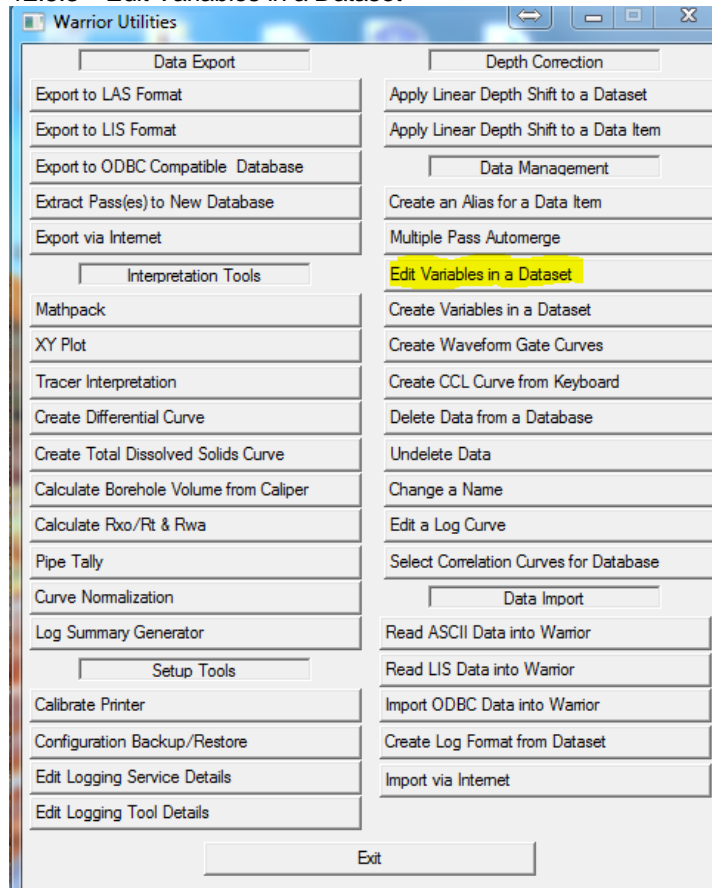 Warrior Utilities
Data Export
Export to LAS Format
Export to LIS Format
Export to ODBC Compatible Database
Extract Pass(es) to New Database
Export via Internet
Interpretation Tools
Mathpack
XY Plot
Tracer Interpretation
Create Differential Curve
Create Total Dissolved Solids Curve
Calculate Borehole Volume from Caliper
Calculate Rxo/Rt & Rwa
Pipe Tally
Curve Normalization
Log Summary Generator
Setup Tools
Calibrate Printer
Configuration Backup/Restore
Edit Logging Service Details
Edit Logging Tool Details
Depth Correction
Apply Linear Depth Shift to a Dataset
Apply Linear Depth Shift to a Data Item
Data Management
Create an Alias for a Data Item
Multiple Pass Automerge
Edit Variables in a Dataset
Create Variables in a Dataset
Create Waveform Gate Curves
Create CCL Curve from Keyboard
Delete Data from a Database
Undelete Data
Change a Name
Edit a Log Curve
Select Correlation Curves for Database
Data Import
Read ASCII Data into Warrior
Read LIS Data into Warrior
Import ODBC Data into Warrior
Create Log Format from Dataset
Import via Internet
Exit